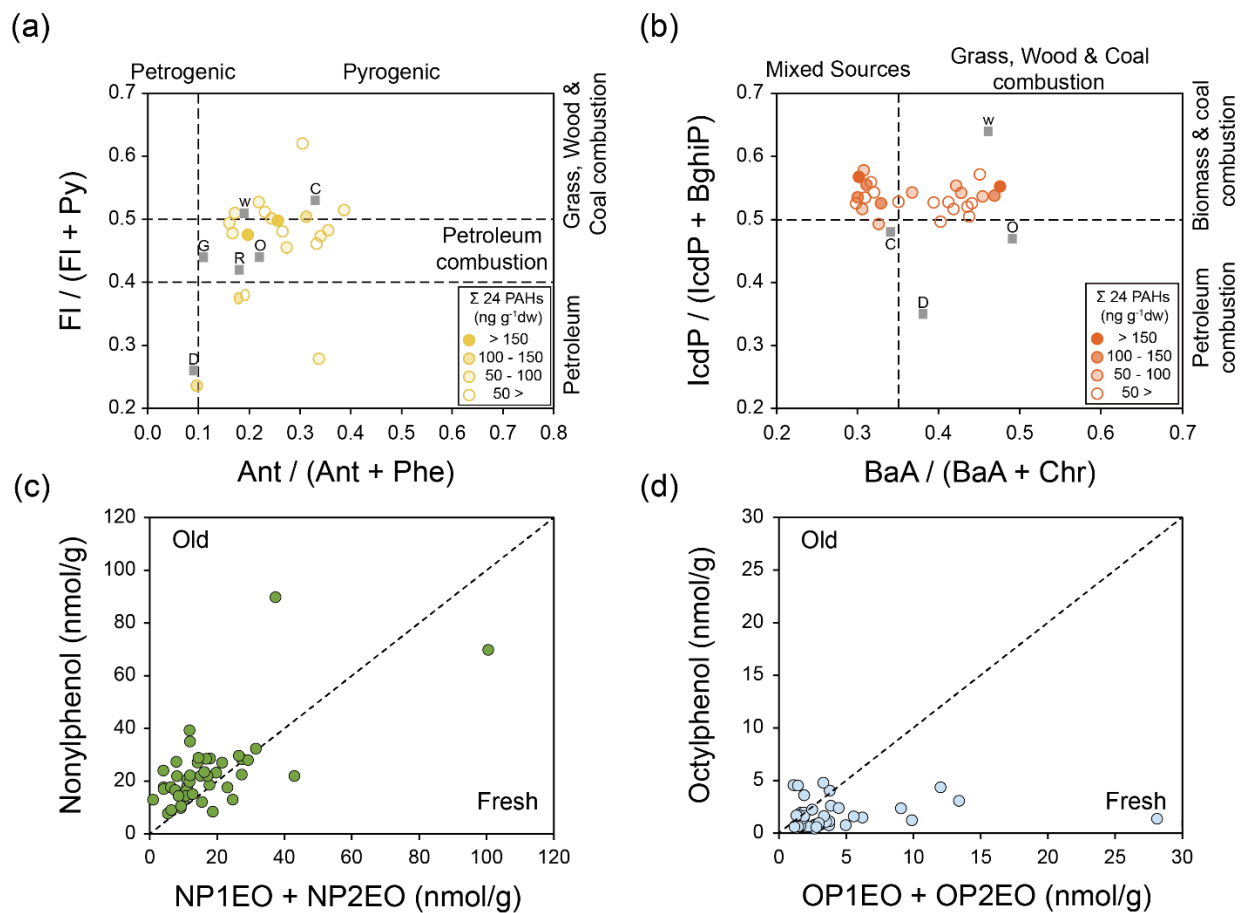 (a)
Petrogenic
Pyrogenic
0.7
0.6
0.5
0.4
0.3
0.2
0.0
0.1
0.2
0.3
0.4
0.5
0.6
0.7
0.8
Fl / (Fl + Py)
Ant / (Ant + Phe)
Grass, Wood &
Coal combustion
Petroleum
combustion
Petroleum
w
C
G
R
O
D
Σ 24 PAHs
(ng g⁻¹dw)
> 150
100 - 150
50 - 100
50 >
(b)
Mixed Sources
Grass, Wood & Coal
combustion
0.7
0.6
0.5
0.4
0.3
0.2
0.2
0.3
0.4
0.5
0.6
0.7
IcdP / (IcdP + BghiP)
BaA / (BaA + Chr)
Biomass & coal
combustion
Petroleum
combustion
w
C
O
D
Σ 24 PAHs
(ng g⁻¹dw)
> 150
100 - 150
50 - 100
50 >
(c)
120
100
80
60
40
20
0
0
20
40
60
80
100
120
Old
Fresh
Nonylphenol (nmol/g)
NP1EO + NP2EO (nmol/g)
(d)
30
25
20
15
10
5
0
0
5
10
15
20
25
30
Old
Fresh
Octylphenol (nmol/g)
OP1EO + OP2EO (nmol/g)